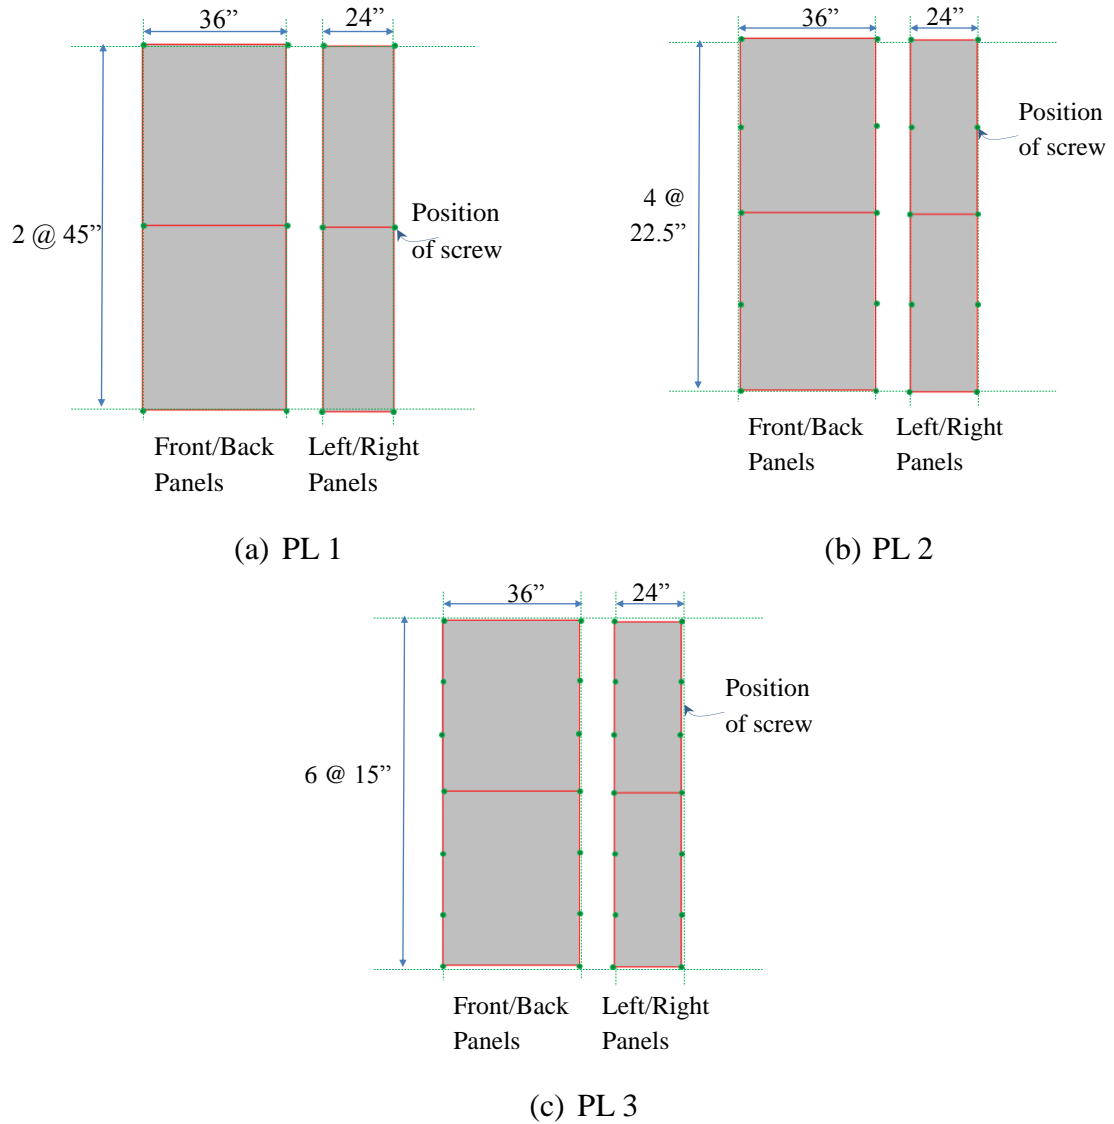 36”
24”
2 @ 45”
Position
of screw
Front/Back
Panels
Left/Right
Panels
(a) PL 1
36”
24”
4 @
22.5”
Position
of screw
Front/Back
Panels
Left/Right
Panels
(b) PL 2
36”
24”
6 @ 15”
Position
of screw
Front/Back
Panels
Left/Right
Panels
(c) PL 3